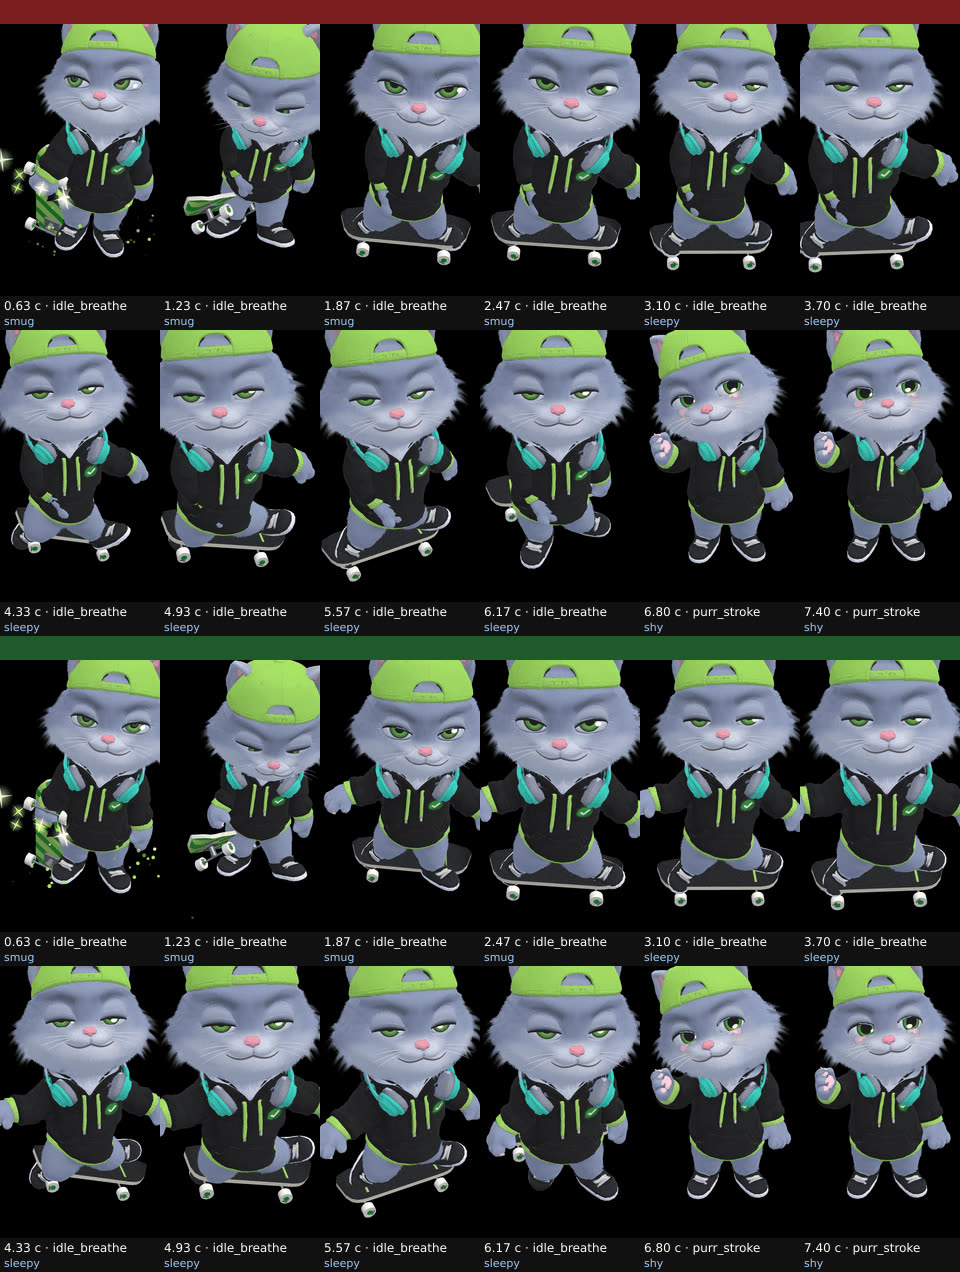 0.63 с · idle_breathe
smug
1.23 с · idle_breathe
smug
1.87 с · idle_breathe
smug
2.47 с · idle_breathe
smug
3.10 с · idle_breathe
sleepy
3.70 с · idle_breathe
sleepy
4.33 с · idle_breathe
sleepy
4.93 с · idle_breathe
sleepy
5.57 с · idle_breathe
sleepy
6.17 с · idle_breathe
sleepy
6.80 с · purr_stroke
shy
7.40 с · purr_stroke
shy
0.63 с · idle_breathe
smug
1.23 с · idle_breathe
smug
1.87 с · idle_breathe
smug
2.47 с · idle_breathe
smug
3.10 с · idle_breathe
sleepy
3.70 с · idle_breathe
sleepy
4.33 с · idle_breathe
sleepy
4.93 с · idle_breathe
sleepy
5.57 с · idle_breathe
sleepy
6.17 с · idle_breathe
sleepy
6.80 с · purr_stroke
shy
7.40 с · purr_stroke
shy